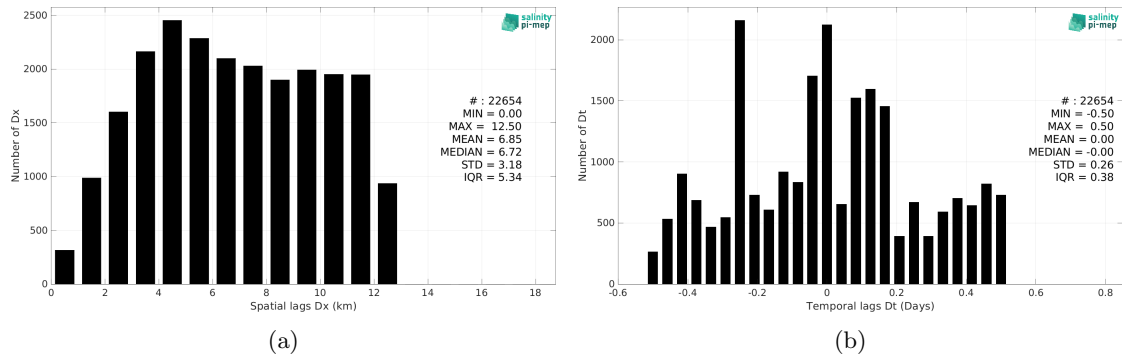 salinity
pi-mep
Number of Dx
2500
2000
1500
1000
500
0
# : 22654
MIN = 0.00
MAX = 12.50
MEAN = 6.85
MEDIAN = 6.72
STD = 3.18
IQR = 5.34
0 2 4 6 8 10 12 14 16 18
Spatial lags Dx (km)
(a)
salinity
pi-mep
Number of Dt
2000
1500
1000
500
0
# : 22654
MIN = -0.50
MAX = 0.50
MEAN = 0.00
MEDIAN = -0.00
STD = 0.26
IQR = 0.38
-0.6 -0.4 -0.2 0 0.2 0.4 0.6 0.8
Temporal lags Dt (Days)
(b)